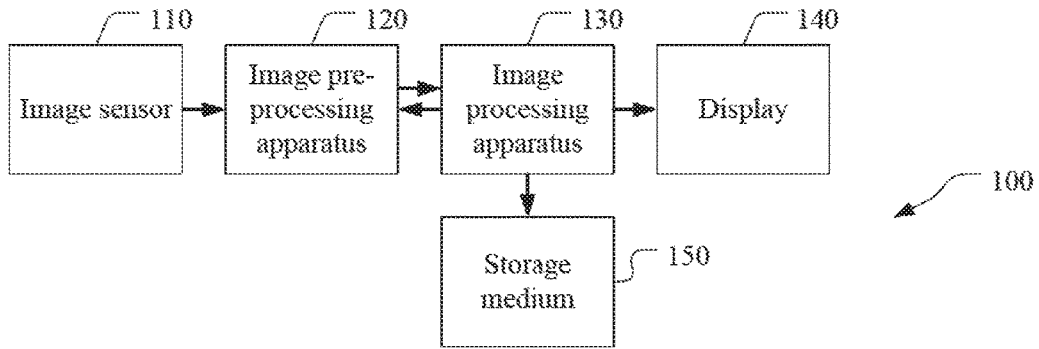 110
120
130
140
Image sensor
Image pre-
processing
apparatus
Image
processing
apparatus
Display
100
Storage
medium
150